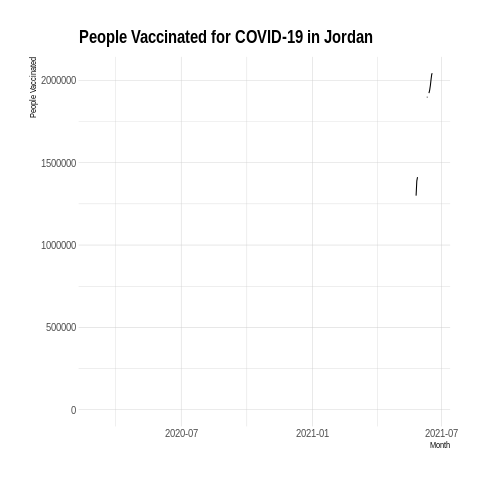 People Vaccinated for COVID-19 in Jordan
People Vaccinated
2000000
1500000
1000000
500000
0
2020-07
2021-01
2021-07
Month